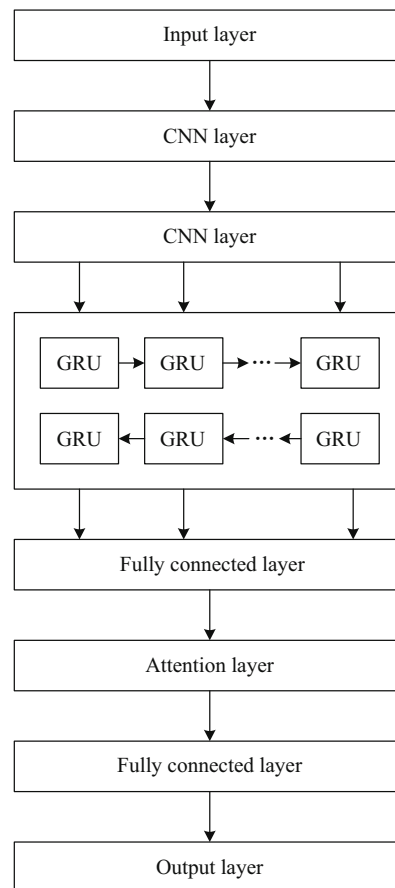 Input layer
CNN layer
CNN layer
GRU GRU ... GRU
GRU GRU ... GRU
Fully connected layer
Attention layer
Fully connected layer
Output layer